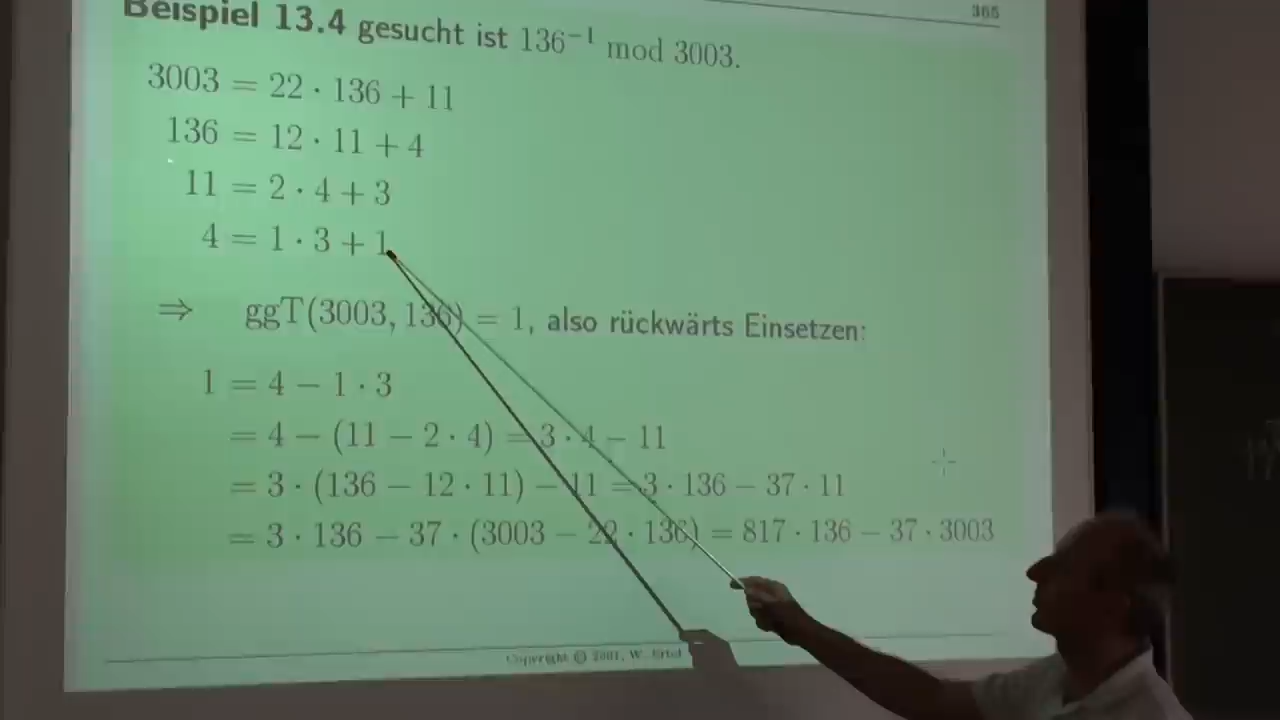 365
Beispiel 13.4 gesucht ist 136⁻¹ mod 3003.
3003 = 22 · 136 + 11
136 = 12 · 11 + 4
11 = 2 · 4 + 3
4 = 1 · 3 + 1
⇒ ggT(3003, 136) = 1, also rückwärts Einsetzen:
1 = 4 − 1 · 3
= 4 − (11 − 2 · 4) = 3 · 4 − 11
= 3 · (136 − 12 · 11) − 11 = 3 · 136 − 37 · 11
= 3 · 136 − 37 · (3003 − 22 · 136) = 817 · 136 − 37 · 3003
Copyright © 2001, W. Ertel